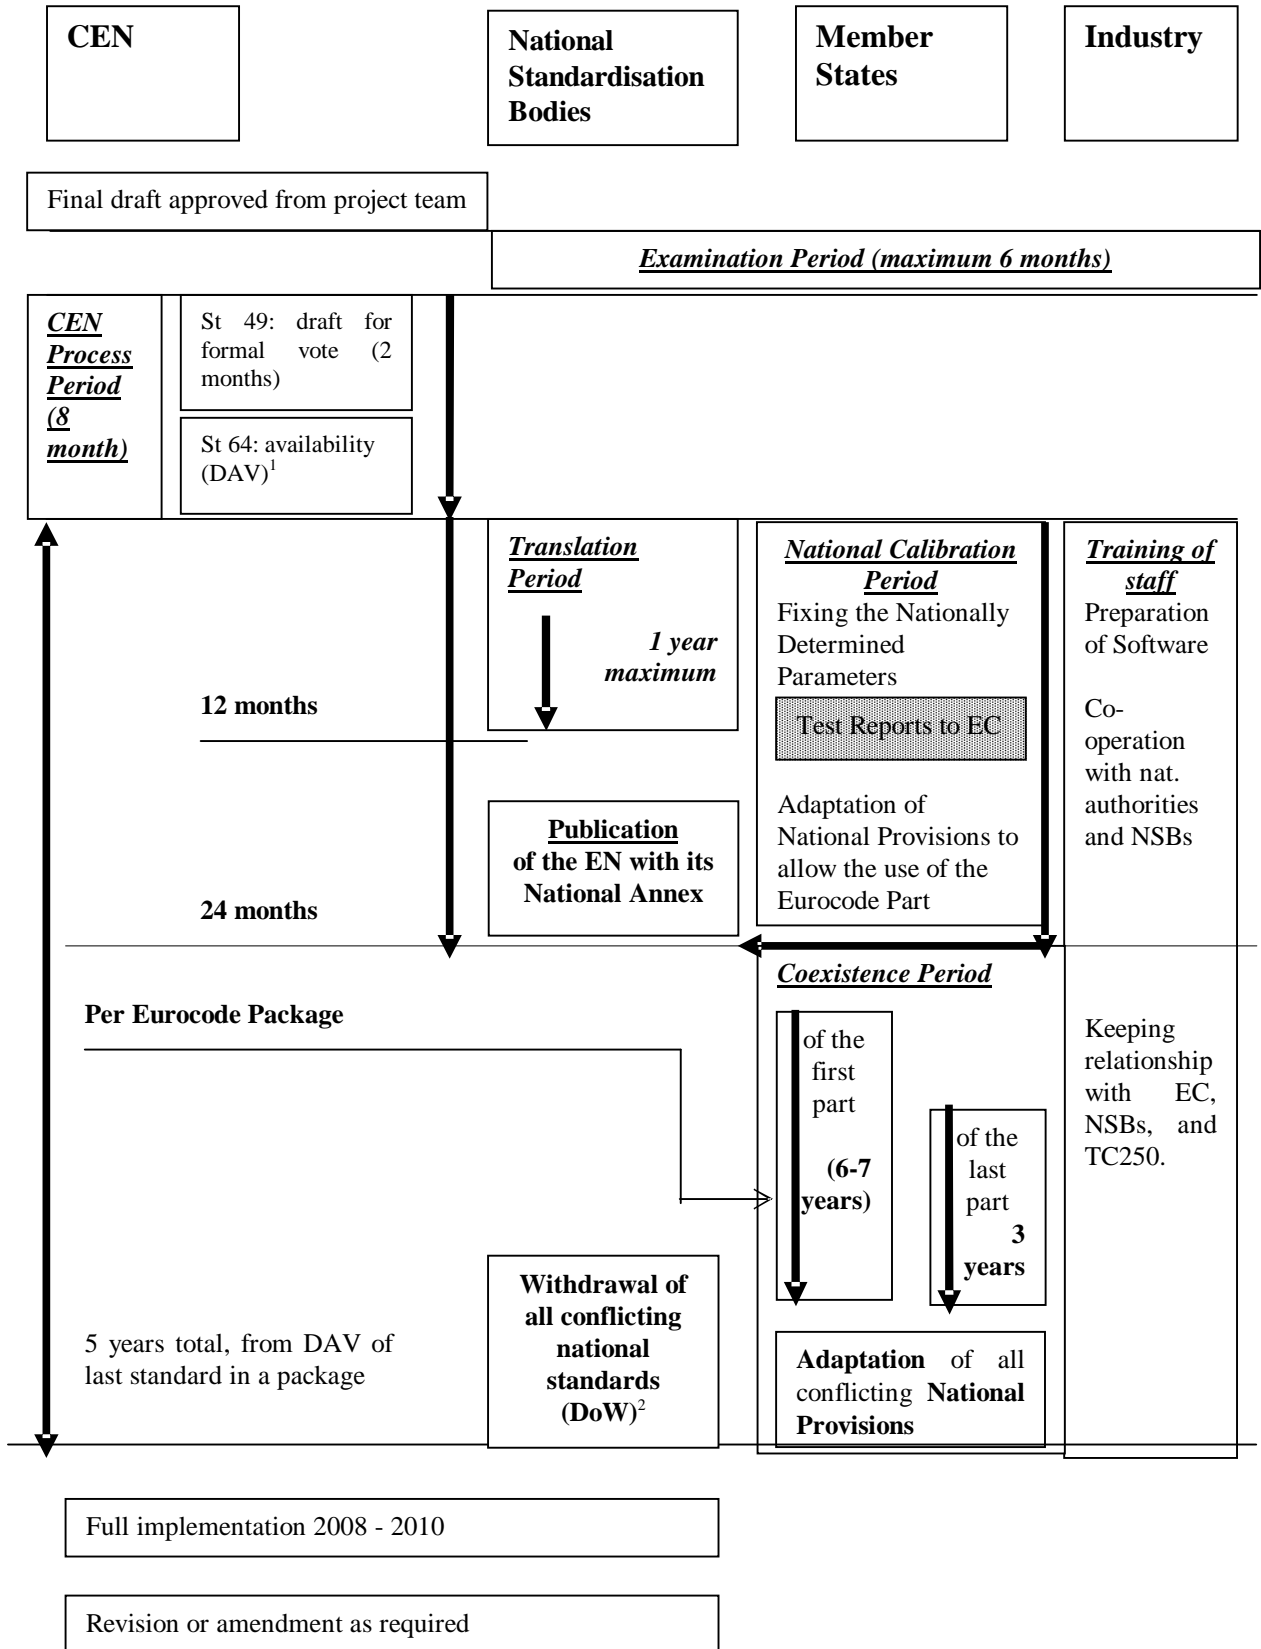 CEN
National
Standardisation
Bodies
Member
States
Industry
Final draft approved from project team
Examination Period (maximum 6 months)
CEN
Process
Period
(8
month)
St 49: draft for
formal vote (2
months)
St 64: availability
(DAV)1
Translation
Period
1 year
maximum
National Calibration
Period
Fixing the Nationally
Determined
Parameters
Test Reports to EC
Adaptation of
National Provisions to
allow the use of the
Eurocode Part
Training of
staff
Preparation
of Software
Co-
operation
with nat.
authorities
and NSBs
12 months
Publication
of the EN with its
National Annex
24 months
Coexistence Period
Per Eurocode Package
of the
first
part
(6-7
years)
of the
last
part
3
years
Keeping
relationship
with EC,
NSBs, and
TC250.
Withdrawal of
all conflicting
national
standards
(DoW)2
5 years total, from DAV of
last standard in a package
Adaptation of all
conflicting National
Provisions
Full implementation 2008 - 2010
Revision or amendment as required